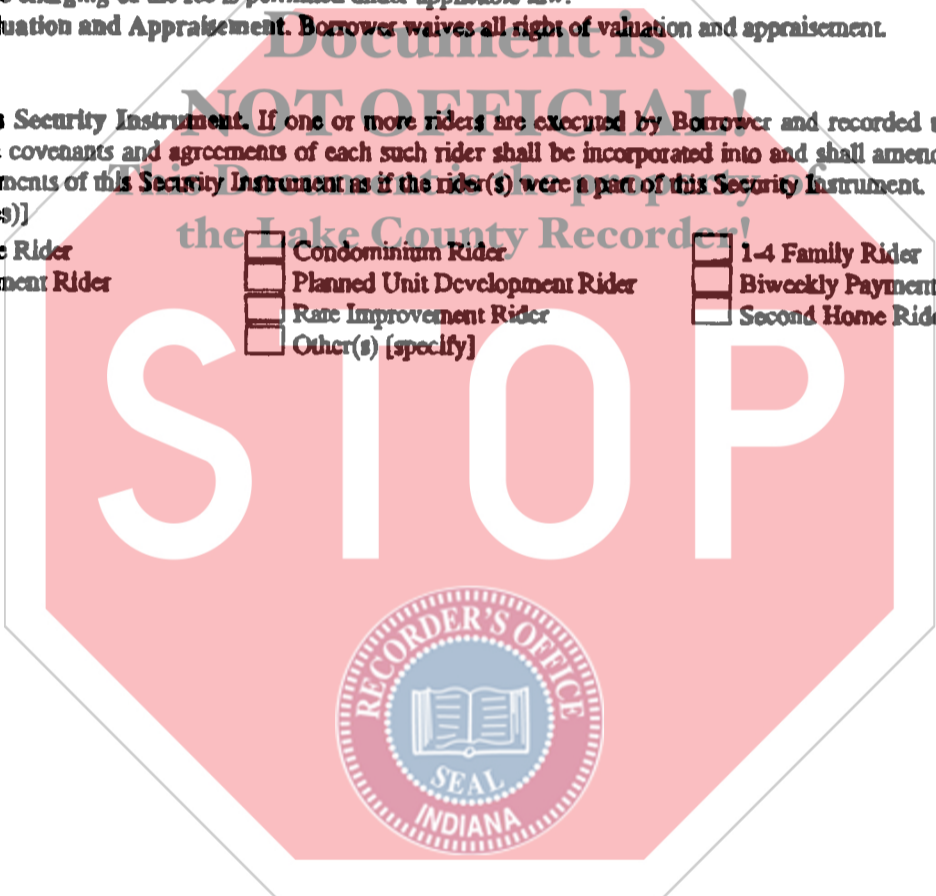 uation and Appraisement. Borrower waives all right of valuation and appraisement.
Document is
NOT OFFICIAL!
Security Instrument. If one or more riders are executed by Borrower and recorded
covenants and agreements of each such rider shall be incorporated into and shall amend
ments of this Security Instrument as if the rider(s) were a part of this Security Instrument.
This Document is the property of
s)]
the Lake County Recorder!
Rider
Condominium Rider
1-4 Family Rider
ment Rider
Planned Unit Development Rider
Biweekly Payment
Rate Improvement Rider
Second Home Ride
Other(s) [specify]
STOP
RECORDER'S OFFICE
SEAL
INDIANA